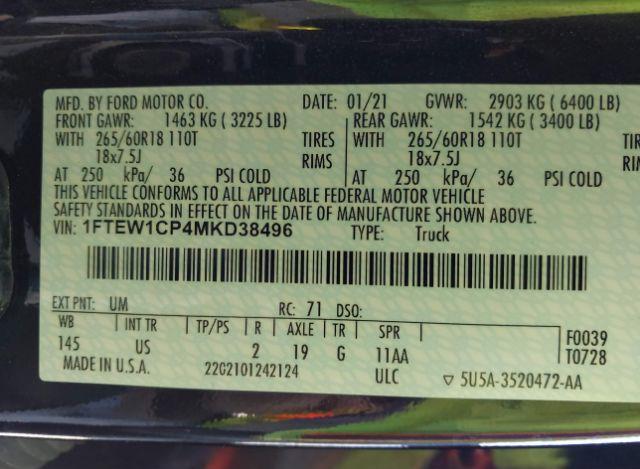 MFD. BY FORD MOTOR CO. DATE: 01/21 GVWR: 2903 KG ( 6400 LB)
FRONT GAWR: 1463 KG ( 3225 LB) REAR GAWR: 1542 KG ( 3400 LB)
WITH 265/60R18 110T TIRES WITH 265/60R18 110T TIR
18x7.5J RIMS 18x7.5J RIM
AT 250 kPa/ 36 PSI COLD AT 250 kPa/ 36 PSI COLD
THIS VEHICLE CONFORMS TO ALL APPLICABLE FEDERAL MOTOR VEHICLE
SAFETY STANDARDS IN EFFECT ON THE DATE OF MANUFACTURE SHOWN ABOVE.
VIN: 1FTEW1CP4MKD38496 TYPE: Truck
EXT PNT: UM RC: 71 DSO:
WB INT TR TP/PS R AXLE TR SPR F0039
145 US 2 19 G 11AA T0728
MADE IN U.S.A. 22G2101242124 ULC ▽ 5U5A-3520472-AA